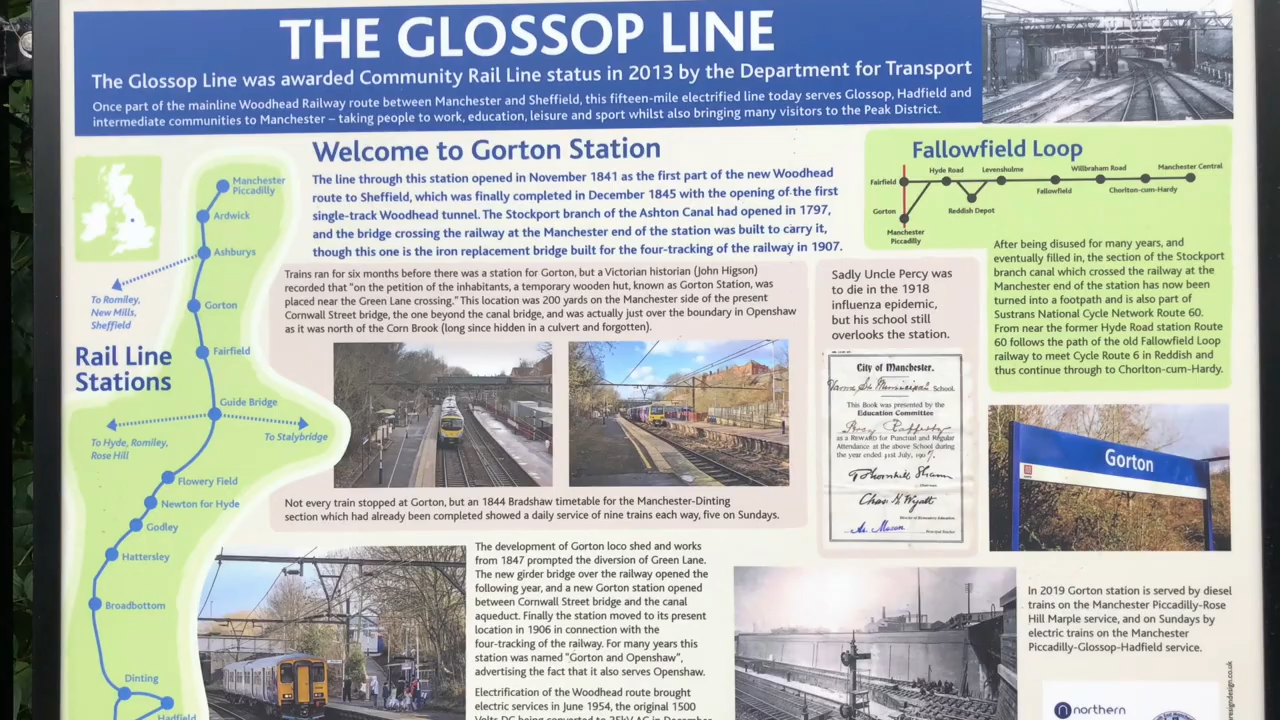 THE GLOSSOP LINE
The Glossop Line was awarded Community Rail Line status in 2013 by the Department for Transport
Once part of the mainline Woodhead Railway route between Manchester and Sheffield, this fifteen-mile electrified line today serves Glossop, Hadfield and
intermediate communities to Manchester – taking people to work, education, leisure and sport whilst also bringing many visitors to the Peak District.
Manchester
Piccadilly
Ardwick
Ashburys
To Romiley,
New Mills,
Sheffield
Gorton
Rail Line
Stations
Fairfield
Guide Bridge
To Hyde, Romiley,
Rose Hill
To Stalybridge
Flowery Field
Newton for Hyde
Godley
Hattersley
Broadbottom
Dinting
Hadfield
Welcome to Gorton Station
The line through this station opened in November 1841 as the first part of the new Woodhead
route to Sheffield, which was finally completed in December 1845 with the opening of the first
single-track Woodhead tunnel. The Stockport branch of the Ashton Canal had opened in 1797,
and the bridge crossing the railway at the Manchester end of the station was built to carry it,
though this one is the iron replacement bridge built for the four-tracking of the railway in 1907.
Trains ran for six months before there was a station for Gorton, but a Victorian historian (John Higson)
recorded that "on the petition of the inhabitants, a temporary wooden hut, known as Gorton Station, was
placed near the Green Lane crossing." This location was 200 yards on the Manchester side of the present
Cornwall Street bridge, the one beyond the canal bridge, and was actually just over the boundary in Openshaw
as it was north of the Corn Brook (long since hidden in a culvert and forgotten).
Not every train stopped at Gorton, but an 1844 Bradshaw timetable for the Manchester-Dinting
section which had already been completed showed a daily service of nine trains each way, five on Sundays.
The development of Gorton loco shed and works
from 1847 prompted the diversion of Green Lane.
The new girder bridge over the railway opened the
following year, and a new Gorton station opened
between Cornwall Street bridge and the canal
aqueduct. Finally the station moved to its present
location in 1906 in connection with the
four-tracking of the railway. For many years this
station was named "Gorton and Openshaw",
advertising the fact that it also serves Openshaw.
Electrification of the Woodhead route brought
electric services in June 1954, the original 1500
Volts DC being converted to 25kV AC in December
Sadly Uncle Percy was
to die in the 1918
influenza epidemic,
but his school still
overlooks the station.
City of Manchester.
Varna St. Municipal School.
This Book was presented by the
Education Committee
Percy Rafferty
as a REWARD for Punctual and Regular
Attendance at the above School during
the year ended 31st July, 1907.
Chas. H. Wyatt
Director of Elementary Education.
Principal Teacher.
Fallowfield Loop
Fairfield
Hyde Road
Levenshulme
Wilbraham Road
Manchester Central
Fallowfield
Chorlton-cum-Hardy
Gorton
Reddish Depot
Manchester
Piccadilly
After being disused for many years, and
eventually filled in, the section of the Stockport
branch canal which crossed the railway at the
Manchester end of the station has now been
turned into a footpath and is also part of
Sustrans National Cycle Network Route 60.
From near the former Hyde Road station Route
60 follows the path of the old Fallowfield Loop
railway to meet Cycle Route 6 in Reddish and
thus continue through to Chorlton-cum-Hardy.
Gorton
In 2019 Gorton station is served by diesel
trains on the Manchester Piccadilly-Rose
Hill Marple service, and on Sundays by
electric trains on the Manchester
Piccadilly-Glossop-Hadfield service.
northern